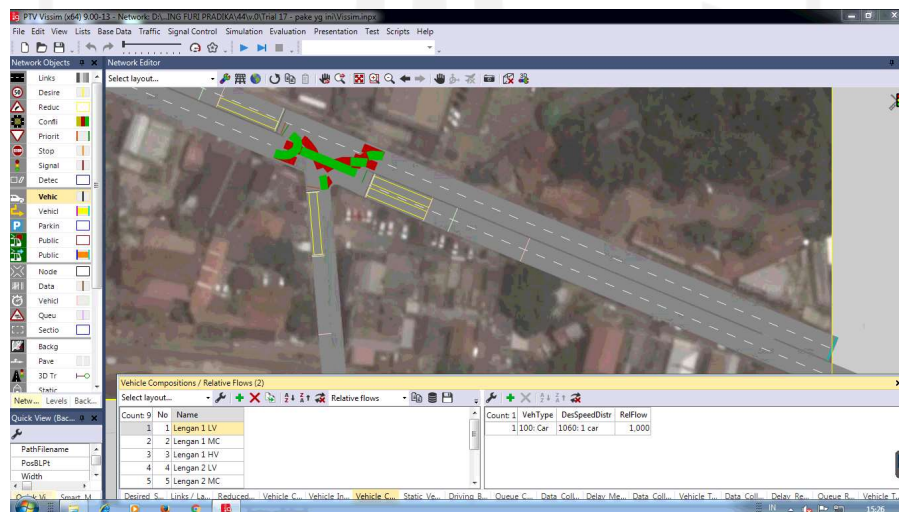 PTV Vissim (x64) 9.00-13 - Network: D:\...ING FURI PRADIKA\44\v.0\Trial 17 - pake yg ini\Vissim.inpx
File Edit View Lists Base Data Traffic Signal Control Simulation Evaluation Presentation Test Scripts Help
Network Objects
Network Editor
Select layout...
Links
Desire
Reduc
Confli
Priorit
Stop
Signal
Detec
Vehic
Vehicl
Parkin
Public
Public
Node
Data
Vehicl
Queu
Sectio
Backg
Pave
3D Tr
Static
Netw... Levels Back...
Quick View (Bac...
PathFilename
PosBLPt
Width
Quick Vi... Smart M...
Vehicle Compositions / Relative Flows (2)
Select layout... Relative flows
Count: 9 No Name
1 1 Lengan 1 LV
2 2 Lengan 1 MC
3 3 Lengan 1 HV
4 4 Lengan 2 LV
5 5 Lengan 2 MC
Count: 1 VehType DesSpeedDistr RelFlow
1 100: Car 1060: 1 car 1,000
Desired S... Links / La... Reduced... Vehicle C... Vehicle In... Vehicle C... Static Ve... Driving B... Queue C... Data Coll... Delay Me... Data Coll... Vehicle T... Data Coll... Delay Re... Queue R... Vehicle T...
IN 15:26